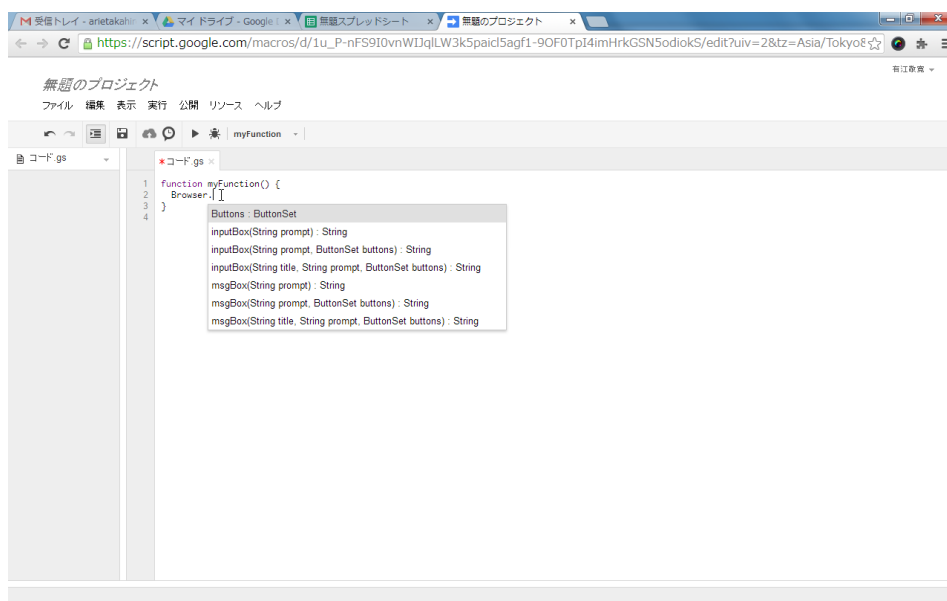 受信トレイ - arietakahir
マイ ドライブ - Google
無題スプレッドシート
無題のプロジェクト
https://script.google.com/macros/d/1u_P-nFS9I0vnWIJqlLW3k5paicl5agf1-9OF0TpI4imHrkGSN5odiokS/edit?uiv=2&tz=Asia/Tokyo&
有江敬寛
無題のプロジェクト
ファイル 編集 表示 実行 公開 リソース ヘルプ
myFunction
コード.gs
*コード.gs ×
1 function myFunction() {
2 Browser.
3 }
4
Buttons : ButtonSet
inputBox(String prompt) : String
inputBox(String prompt, ButtonSet buttons) : String
inputBox(String title, String prompt, ButtonSet buttons) : String
msgBox(String prompt) : String
msgBox(String prompt, ButtonSet buttons) : String
msgBox(String title, String prompt, ButtonSet buttons) : String